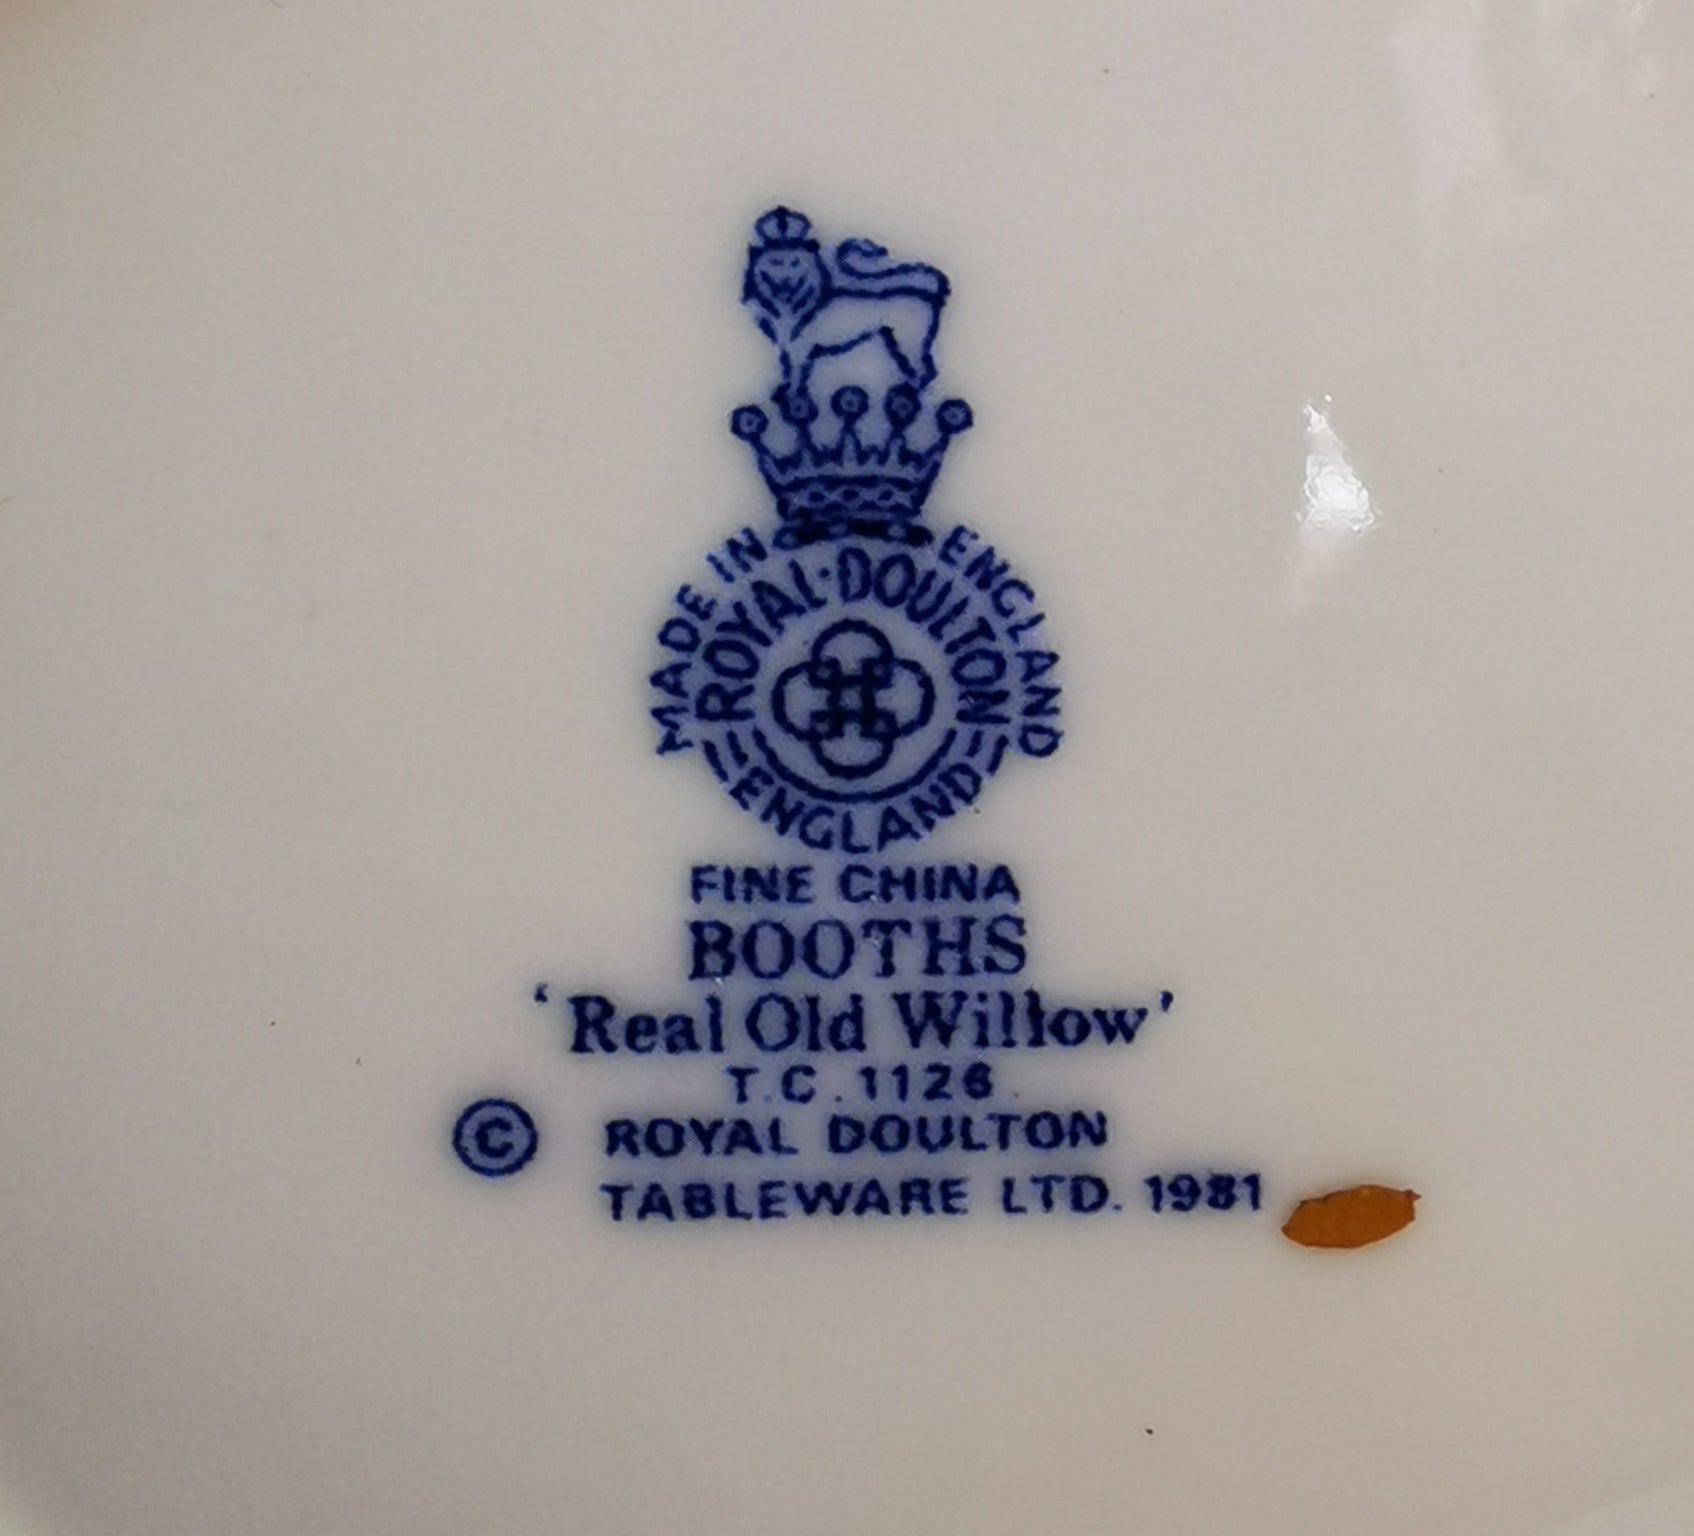 MADE IN ENGLAND
ROYAL·DOULTON
ENGLAND
FINE CHINA
BOOTHS
‘Real Old Willow’
T.C.1126
© ROYAL DOULTON
TABLEWARE LTD. 1981